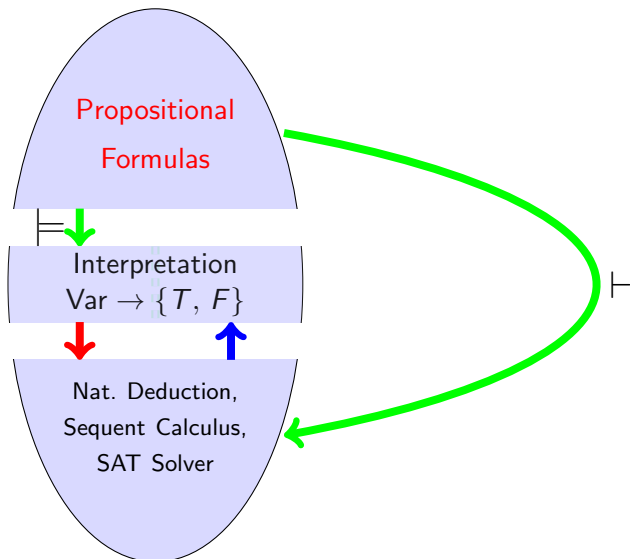 Propositional
Formulas
⊨
Interpretation
Var → {T, F}
⊢
Nat. Deduction,
Sequent Calculus,
SAT Solver